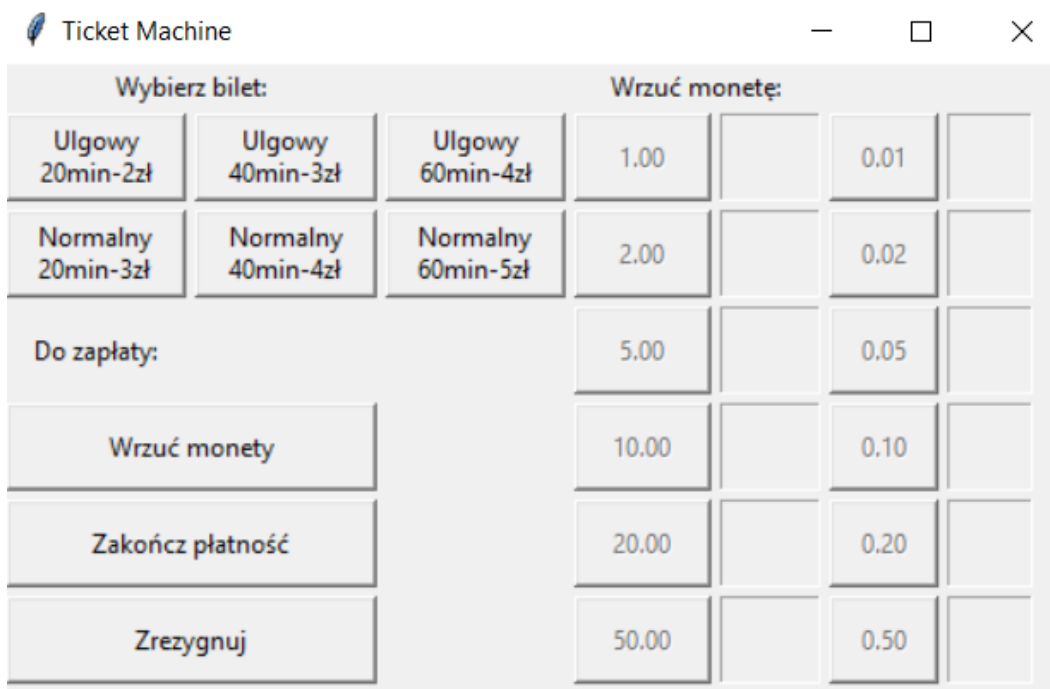 Ticket Machine
Wybierz bilet:
Wrzuć monetę:
Ulgowy
20min-2zł
Ulgowy
40min-3zł
Ulgowy
60min-4zł
1.00
0.01
Normalny
20min-3zł
Normalny
40min-4zł
Normalny
60min-5zł
2.00
0.02
Do zapłaty:
5.00
0.05
Wrzuć monety
10.00
0.10
Zakończ płatność
20.00
0.20
Zrezygnuj
50.00
0.50